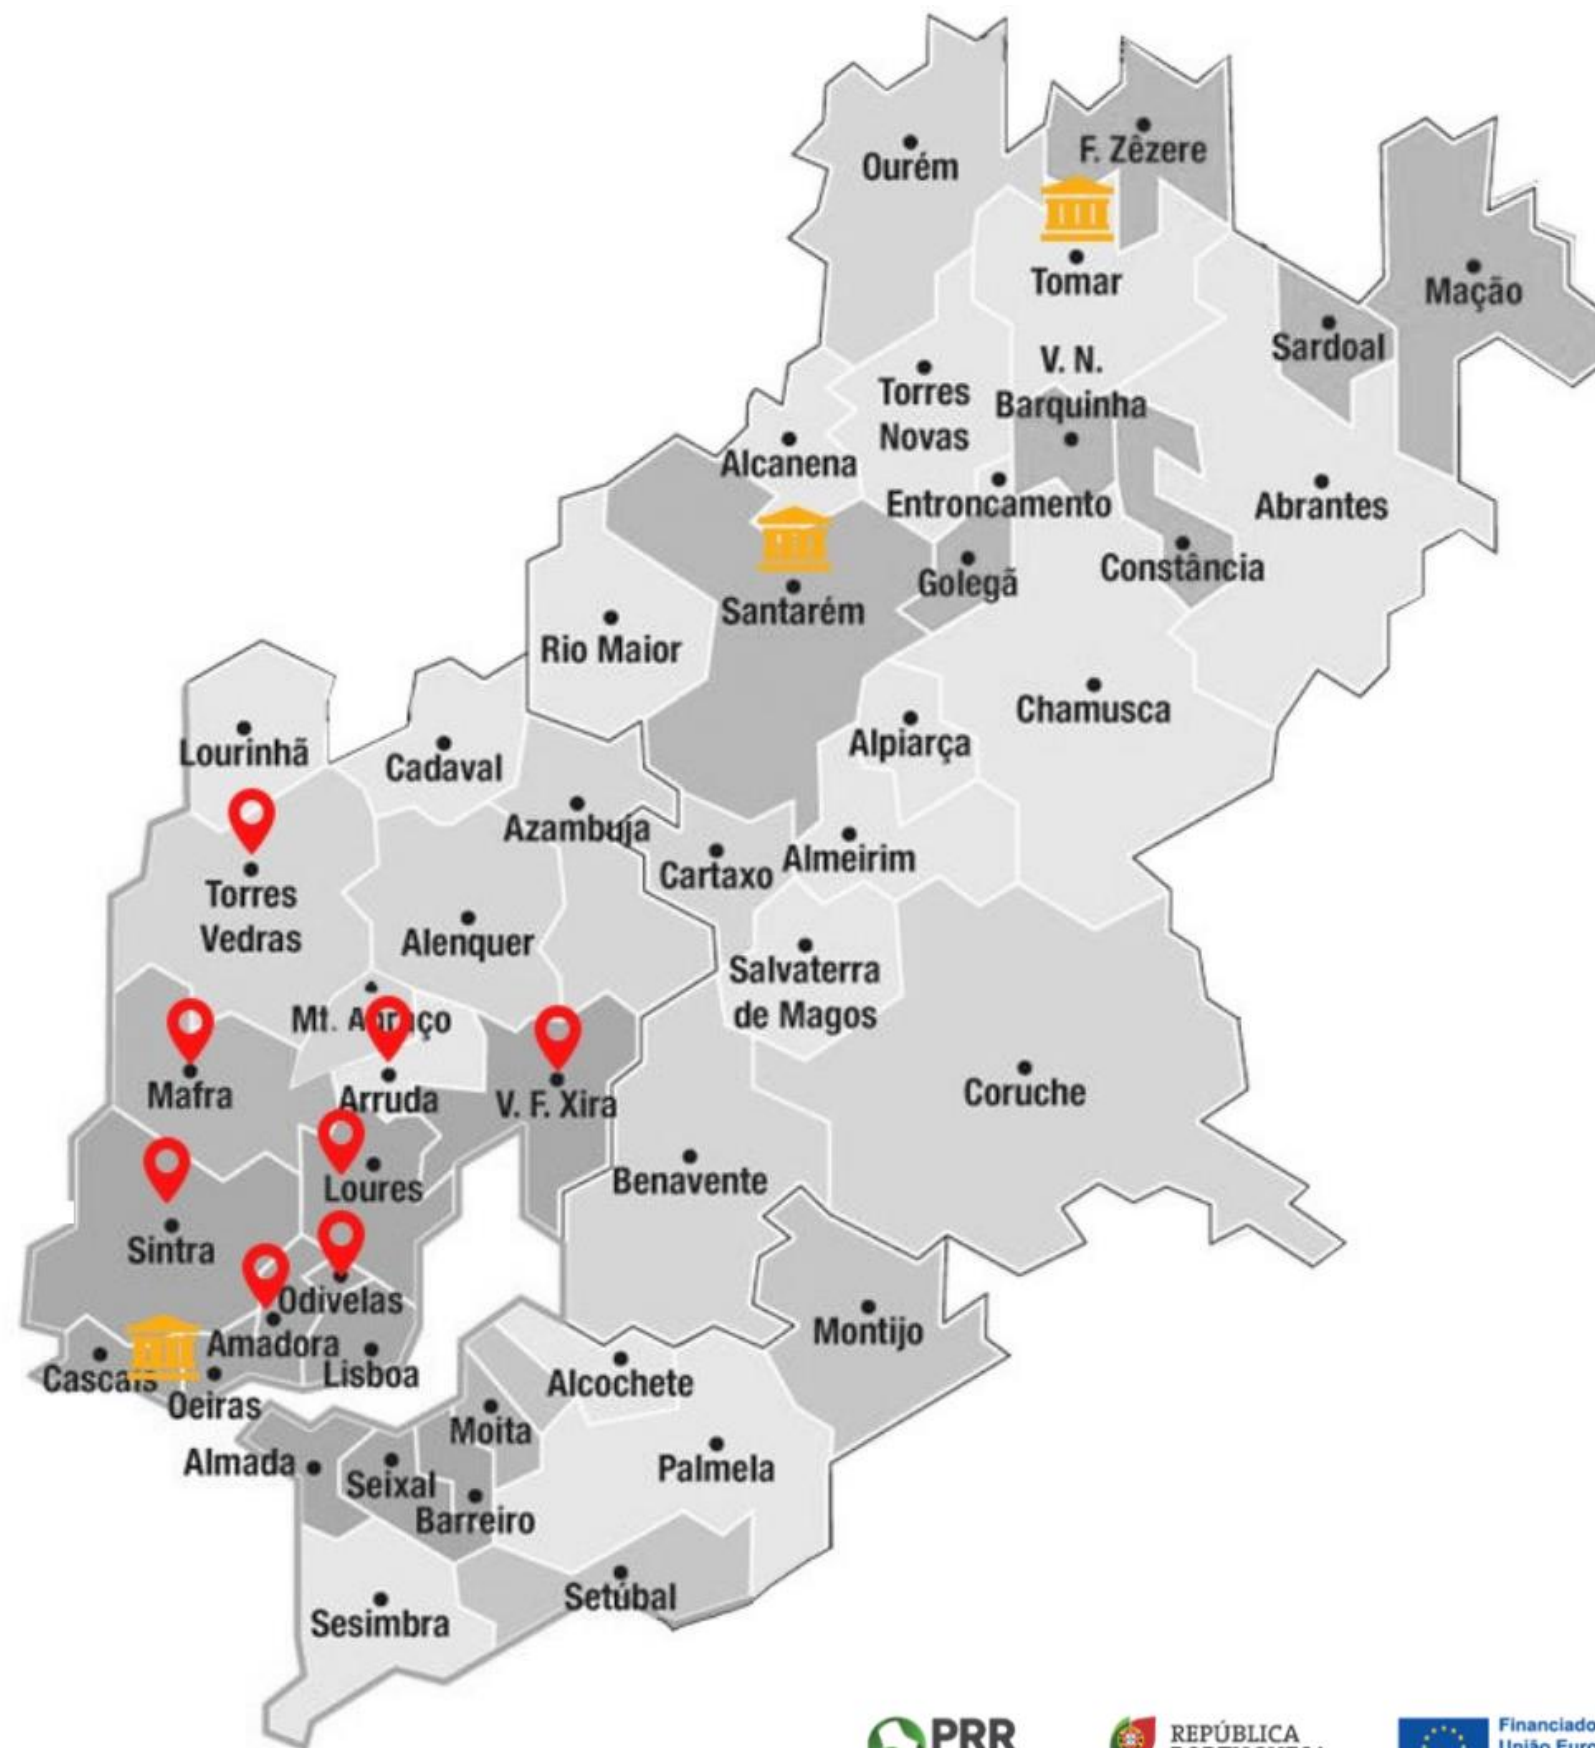 Ourém
F. Zêzere
Tomar
Mação
Sardoal
V. N.
Barquinha
Torres
Novas
Alcanena
Entroncamento
Abrantes
Constância
Golegã
Santarém
Rio Maior
Chamusca
Alpiarça
Lourinhã
Cadaval
Azambuja
Almeirim
Cartaxo
Torres
Vedras
Alenquer
Salvaterra
de Magos
Mt.
Mafra
Arruda
V. F. Xira
Coruche
Loures
Benavente
Sintra
Odivelas
Amadora
Montijo
Lisboa
Cascais
Alcochete
Oeiras
Moita
Almada
Seixal
Palmela
Barreiro
Setúbal
Sesimbra
PRR
REPÚBLICA
Financiado